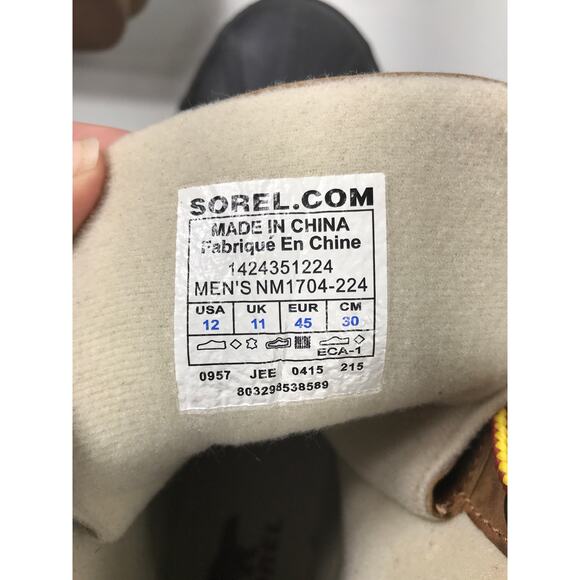 SOREL.COM
MADE IN CHINA
Fabriqué En Chine
1424351224
MEN'S NM1704-224
USA UK EUR CM
12 11 45 30
ECA-1
0957 JEE 0415 215
803298538589